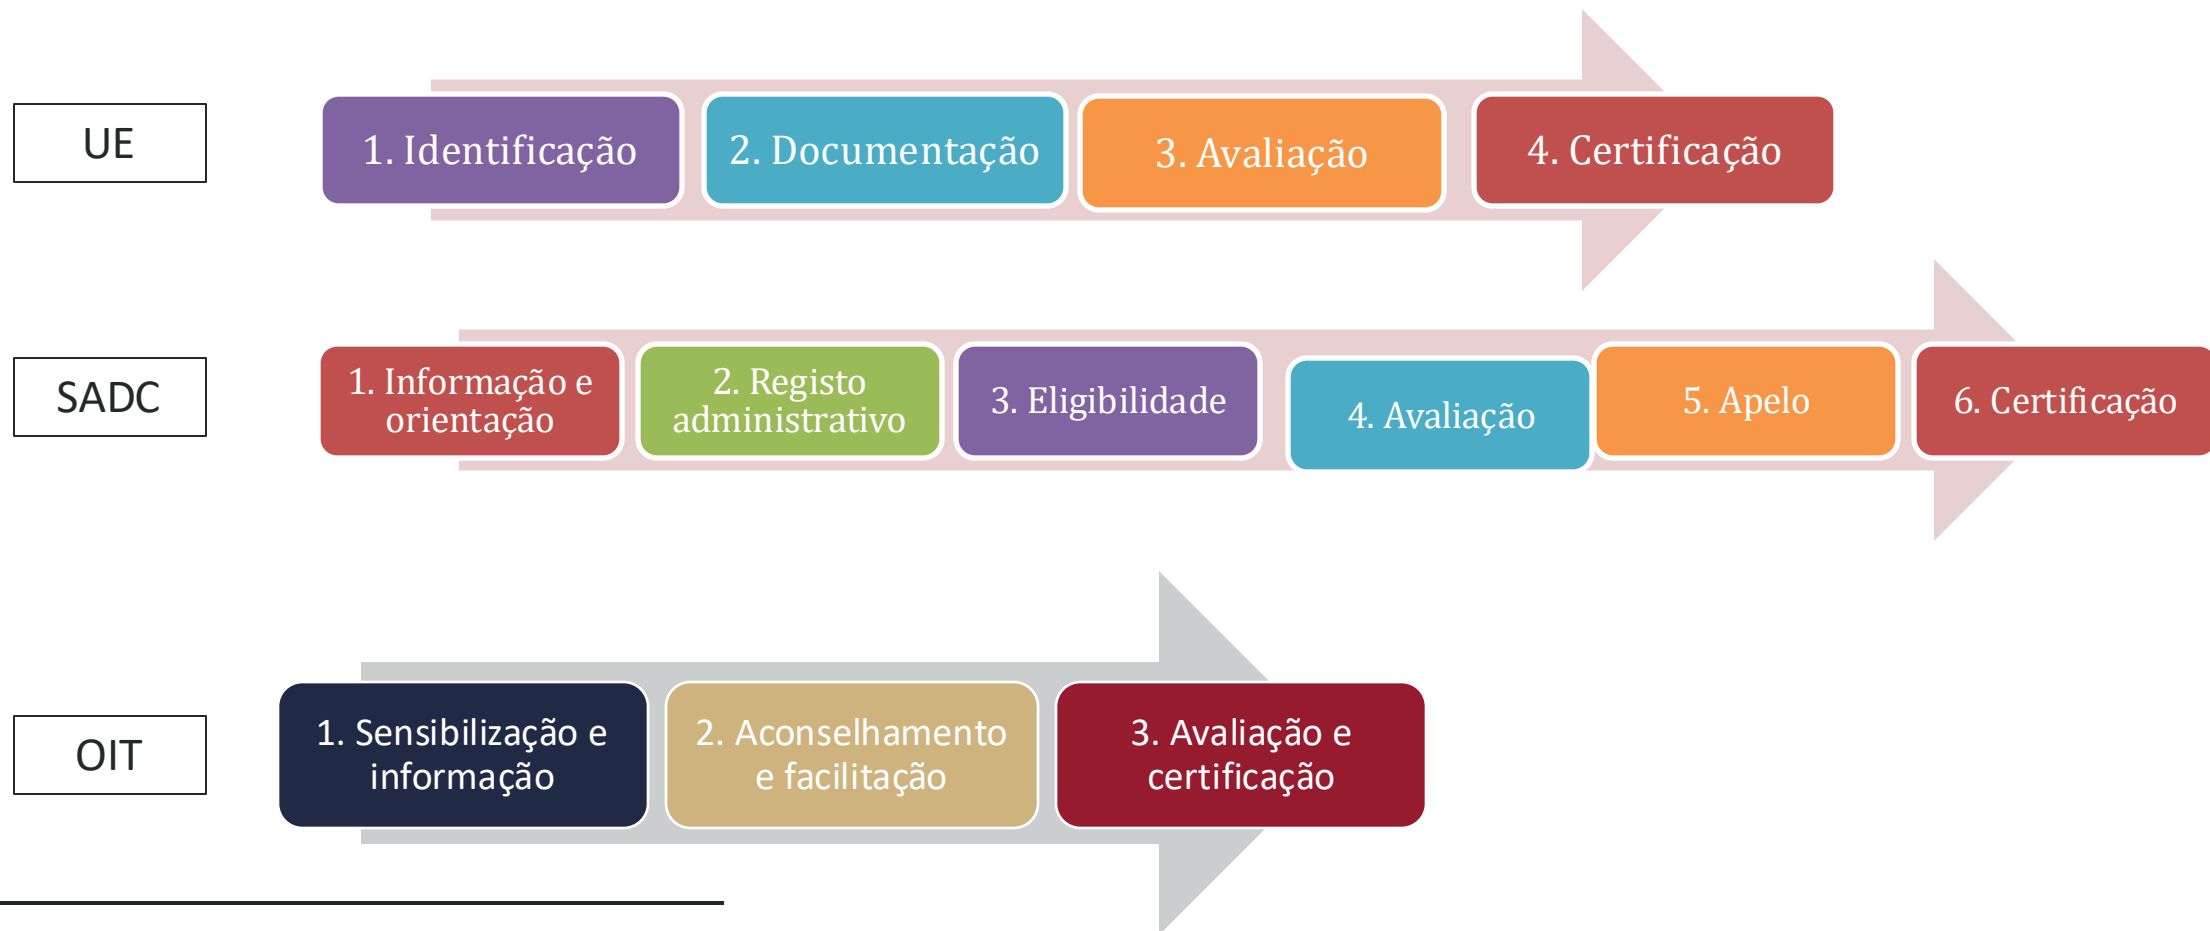 UE
1. Identificação
2. Documentação
3. Avaliação
4. Certificação
SADC
1. Informação e
orientação
2. Registo
administrativo
3. Eligibilidade
4. Avaliação
5. Apelo
6. Certificação
OIT
1. Sensibilização e
informação
2. Aconselhamento
e facilitação
3. Avaliação e
certificação